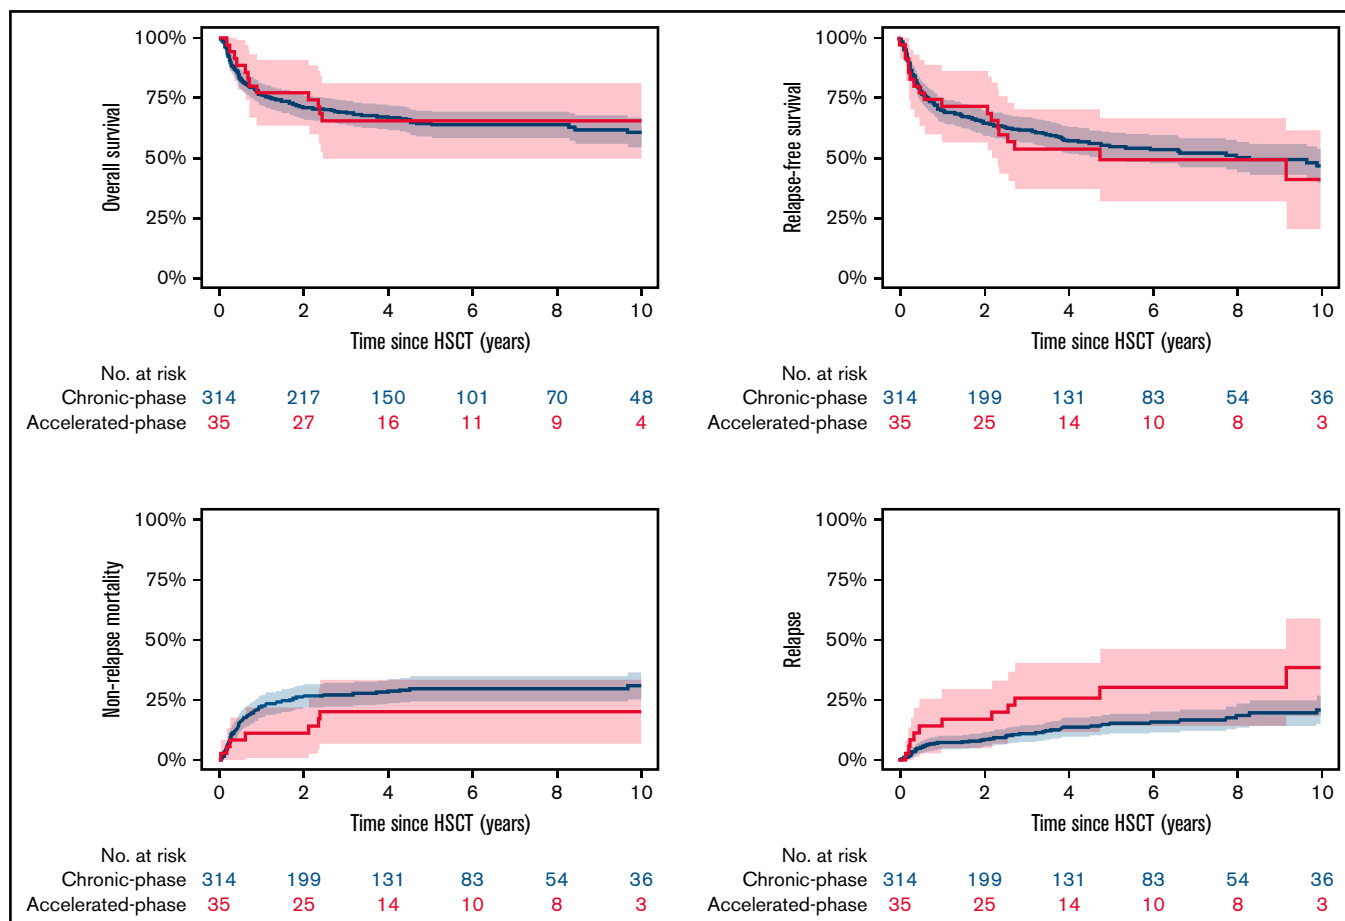 Overall survival
100%
75%
50%
25%
0%
0 2 4 6 8 10
Time since HSCT (years)
No. at risk
Chronic-phase 314 217 150 101 70 48
Accelerated-phase 35 27 16 11 9 4
Relapse-free survival
100%
75%
50%
25%
0%
0 2 4 6 8 10
Time since HSCT (years)
No. at risk
Chronic-phase 314 199 131 83 54 36
Accelerated-phase 35 25 14 10 8 3
Non-relapse mortality
100%
75%
50%
25%
0%
0 2 4 6 8 10
Time since HSCT (years)
No. at risk
Chronic-phase 314 199 131 83 54 36
Accelerated-phase 35 25 14 10 8 3
Relapse
100%
75%
50%
25%
0%
0 2 4 6 8 10
Time since HSCT (years)
No. at risk
Chronic-phase 314 199 131 83 54 36
Accelerated-phase 35 25 14 10 8 3